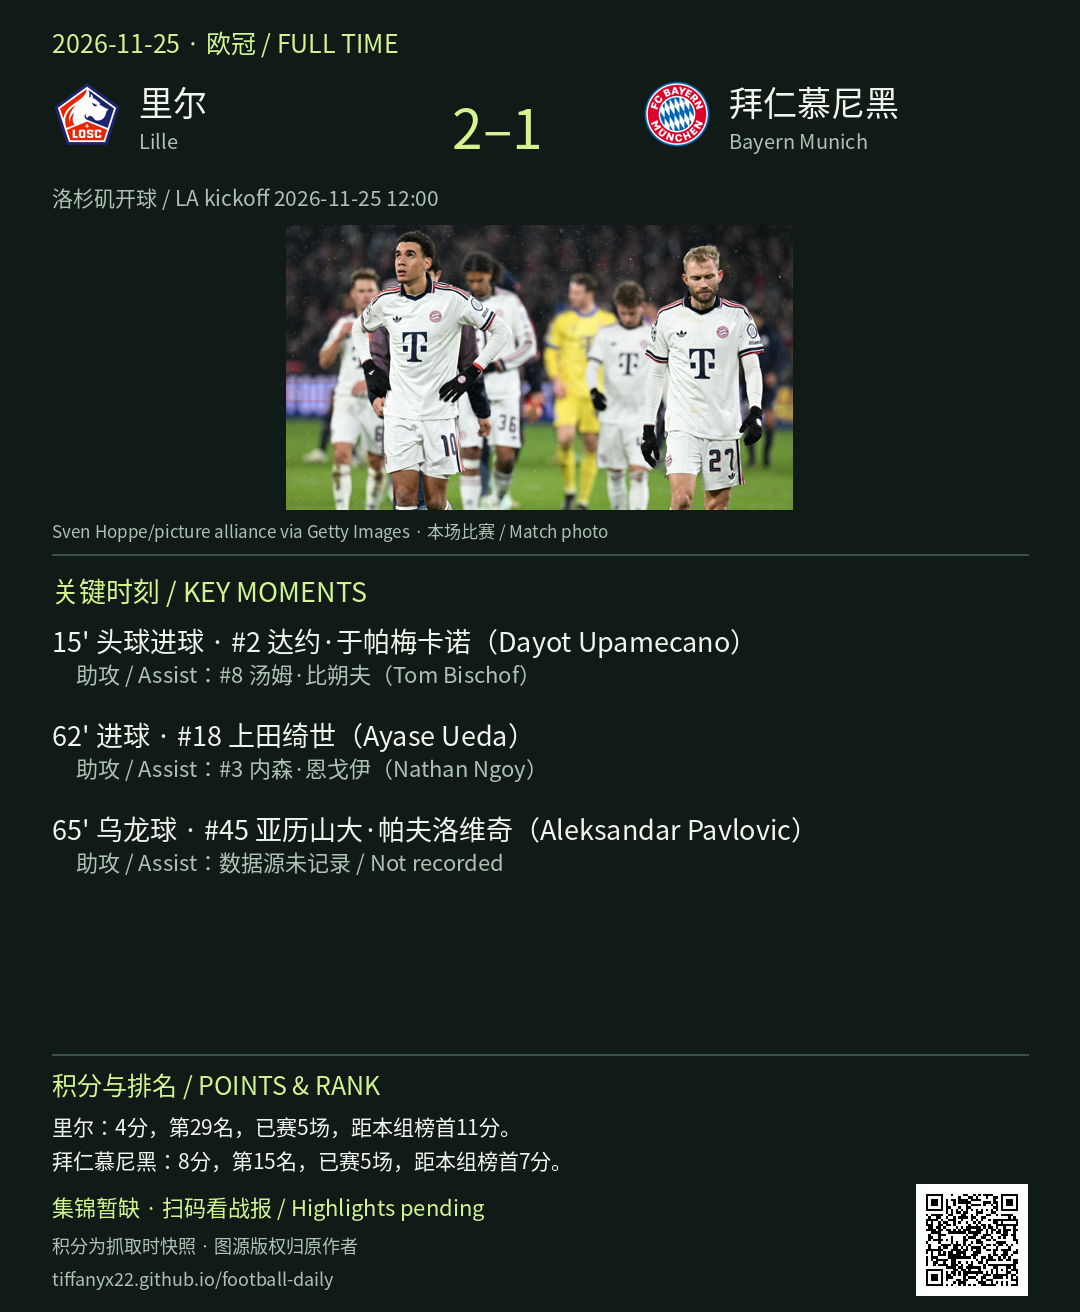 2026-11-25 · 欧冠 / FULL TIME
LOSC
里尔
Lille
2–1
FC BAYERN MÜNCHEN
拜仁慕尼黑
Bayern Munich
洛杉矶开球 / LA kickoff 2026-11-25 12:00
T
10
36
T
T
27
Sven Hoppe/picture alliance via Getty Images · 本场比赛 / Match photo
关键时刻 / KEY MOMENTS
15' 头球进球 · #2 达约·于帕梅卡诺（Dayot Upamecano）
助攻 / Assist：#8 汤姆·比朔夫（Tom Bischof）
62' 进球 · #18 上田绮世（Ayase Ueda）
助攻 / Assist：#3 内森·恩戈伊（Nathan Ngoy）
65' 乌龙球 · #45 亚历山大·帕夫洛维奇（Aleksandar Pavlovic）
助攻 / Assist：数据源未记录 / Not recorded
积分与排名 / POINTS & RANK
里尔：4分，第29名，已赛5场，距本组榜首11分。
拜仁慕尼黑：8分，第15名，已赛5场，距本组榜首7分。
集锦暂缺 · 扫码看战报 / Highlights pending
积分为抓取时快照 · 图源版权归原作者
tiffanyx22.github.io/football-daily